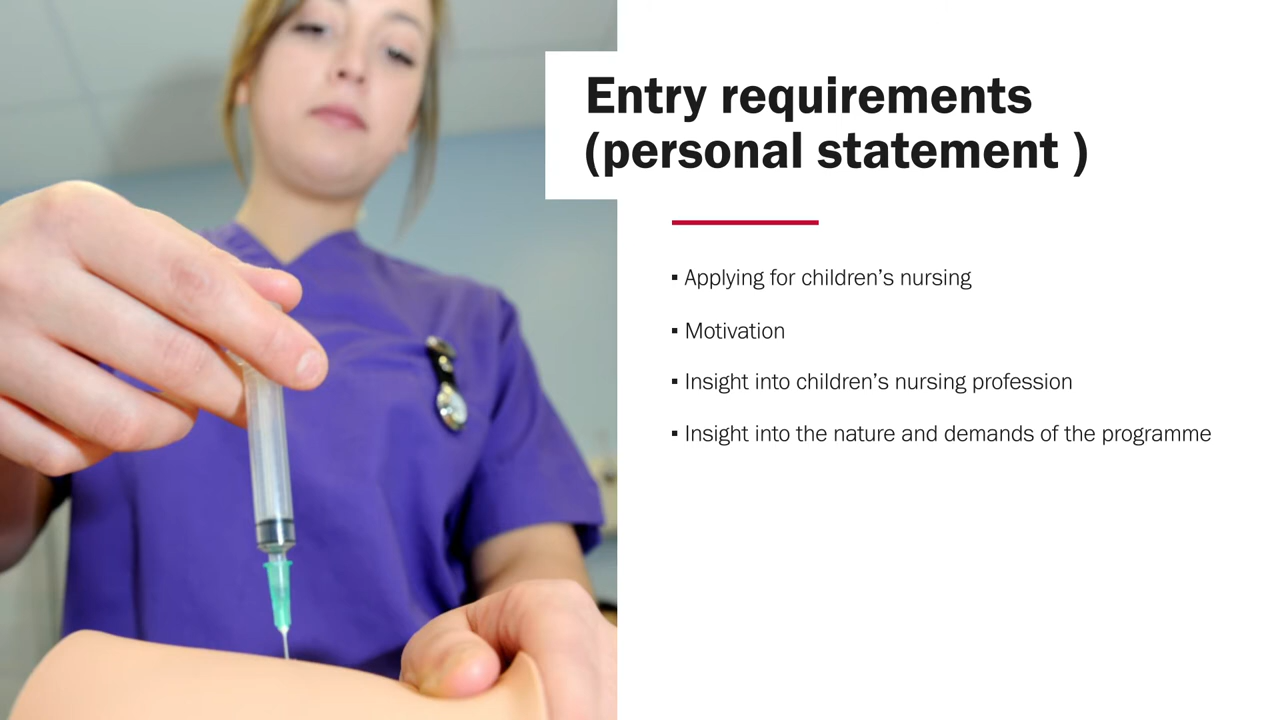 Entry requirements
(personal statement )
▪ Applying for children’s nursing
▪ Motivation
▪ Insight into children’s nursing profession
▪ Insight into the nature and demands of the programme